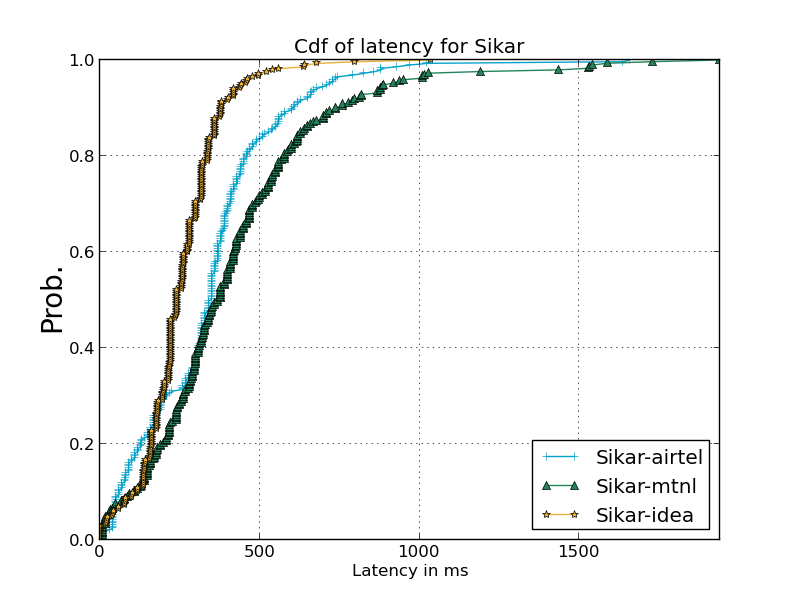 Cdf of latency for Sikar
Prob.
1.0
0.8
0.6
0.4
0.2
0.0
0
500
1000
1500
Latency in ms
Sikar-airtel
Sikar-mtnl
Sikar-idea